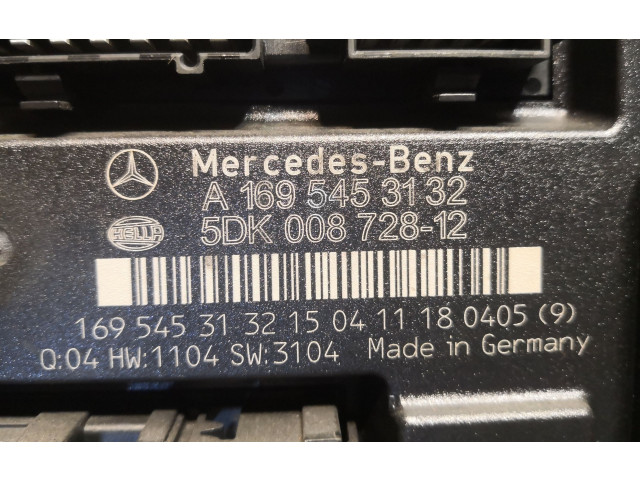 Mercedes-Benz
A 169 545 31 32
HELLA
5DK 008 728-12
169 545 31 32 15 04 11 18 0405 (9)
Q:04 HW:1104 SW:3104 Made in Germany